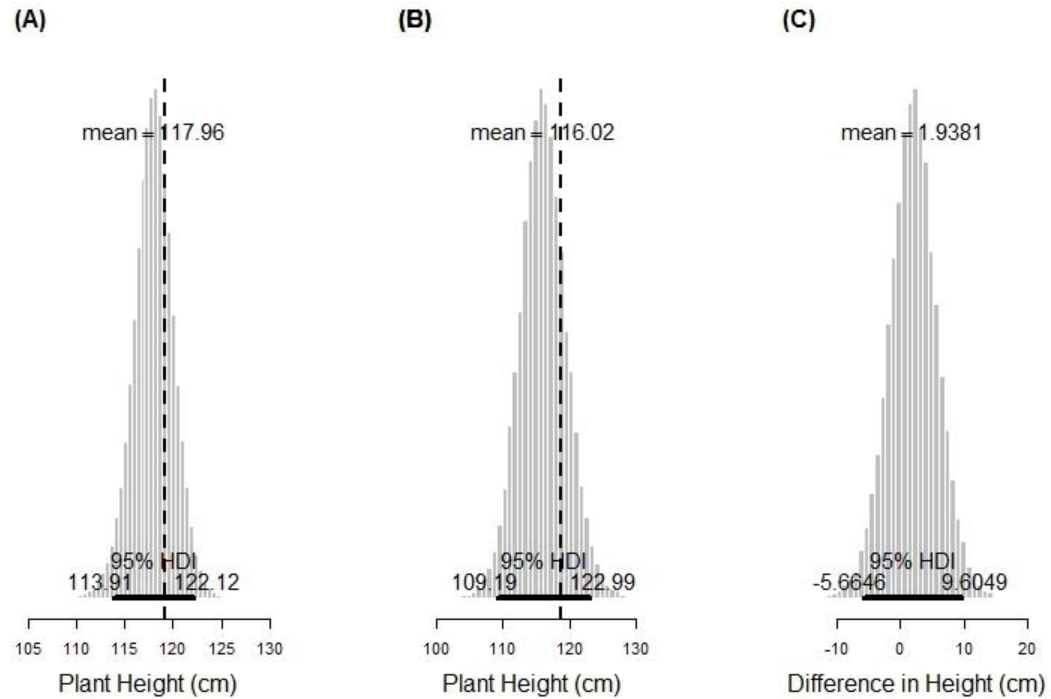 (A)
mean = 117.96
95% HDI
113.91 122.12
105 110 115 120 125 130
Plant Height (cm)
(B)
mean = 116.02
95% HDI
109.19 122.99
100 110 120 130
Plant Height (cm)
(C)
mean = 1.9381
95% HDI
-5.6646 9.6049
-10 0 10 20
Difference in Height (cm)